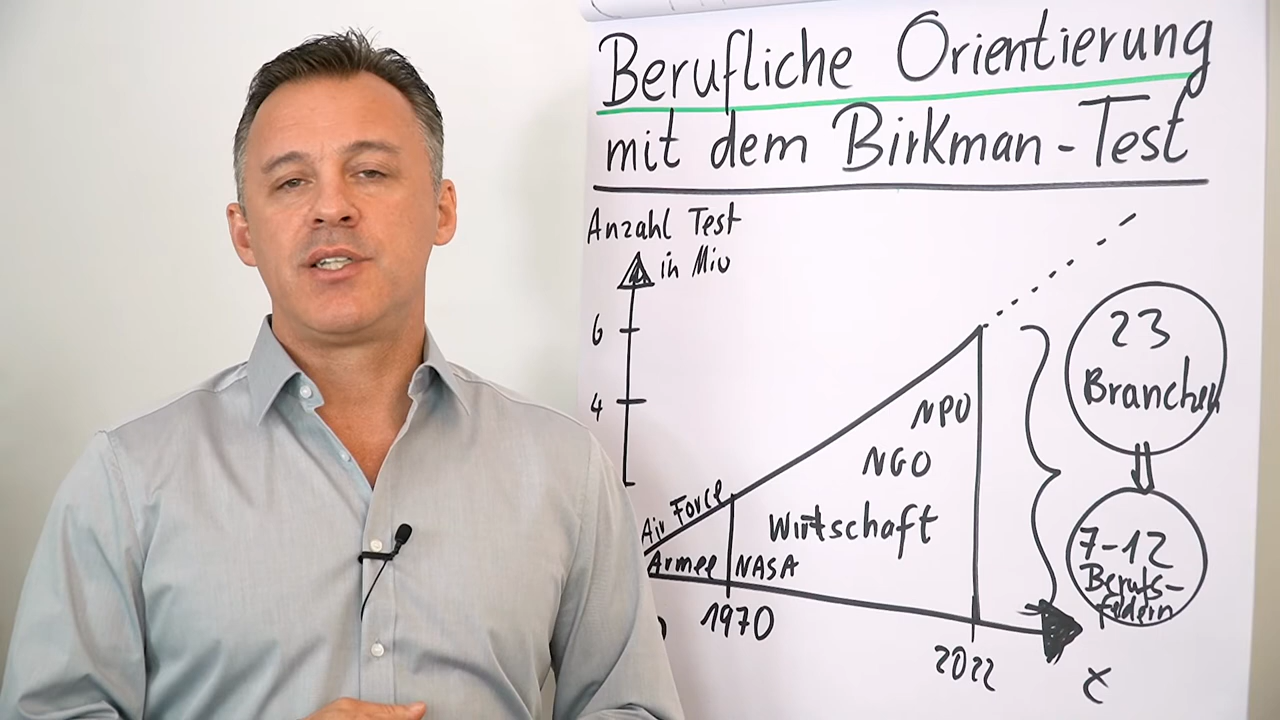 Berufliche Orientierung
mit dem Birkman-Test
Anzahl Test
in Mio
6
4
23
Branchen
NPO
NGO
Wirtschaft
Air Force
Armee
NASA
7-12
Berufs-
feldern
1970
2022